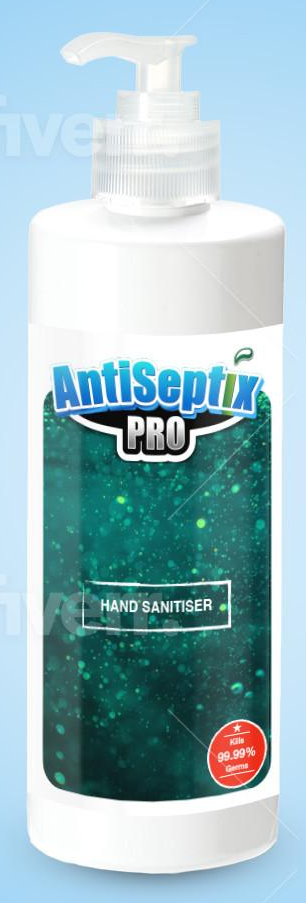 fiverr.
AntiSeptix
PRO
HAND SANITISER
fiverr.
Kills
99.99%
Germs